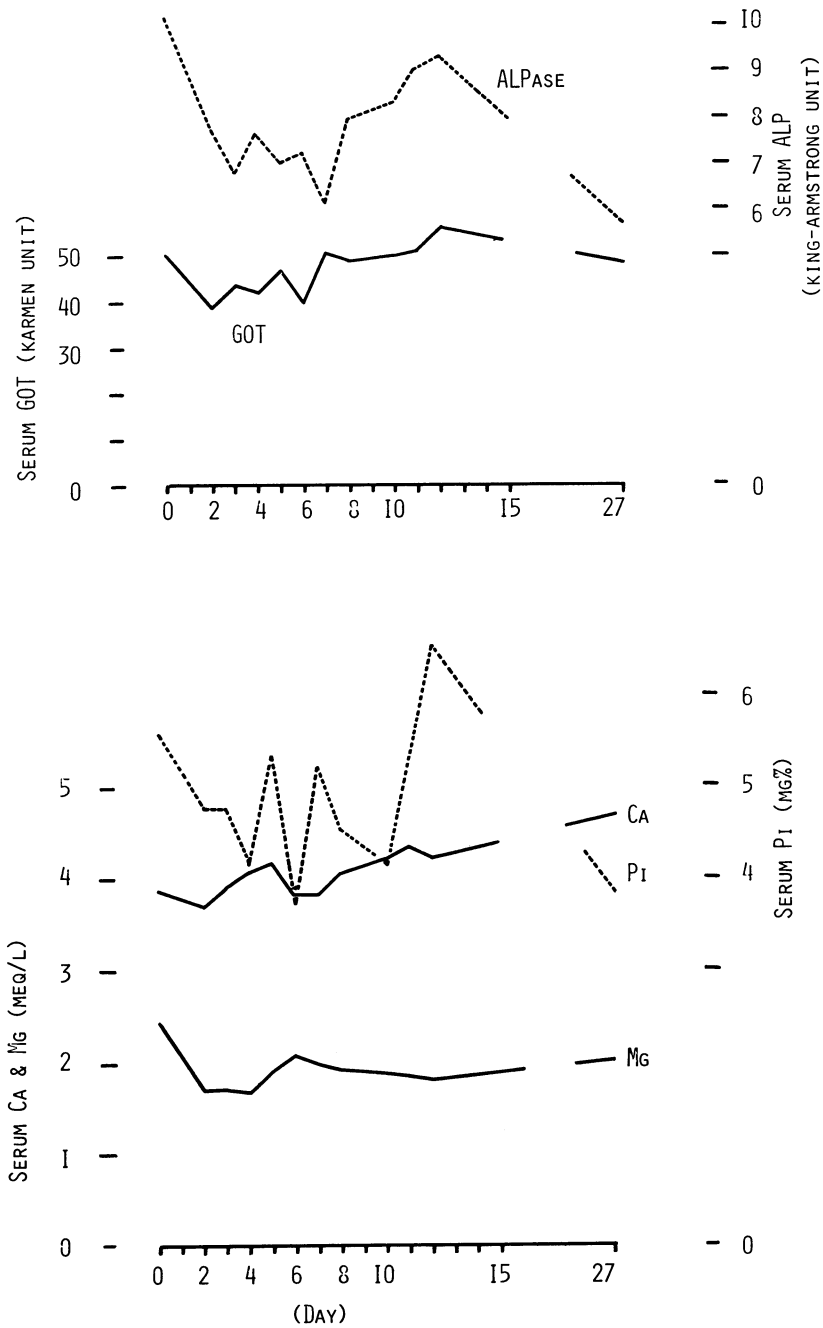 SERUM GOT (KARMEN UNIT)
50
40
30
0
ALPASE
GOT
10
9
8
7
6
0
SERUM ALP
(KING-ARMSTRONG UNIT)
0 2 4 6 8 10 15 27
SERUM CA & MG (MEQ/L)
5
4
3
2
1
0
CA
PI
MG
6
5
4
0
SERUM PI (MG%)
0 2 4 6 8 10 15 27
(DAY)